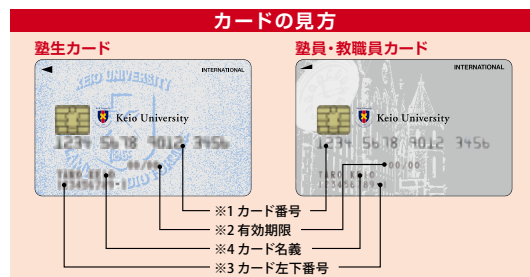 カードの見方
塾生カード
塾員・教職員カード
KEIO UNIVERSITY
INTERNATIONAL
Keio University
1234 5678 9012 3456
00/00
TARO KEIO
123456789-1
INTERNATIONAL
Keio University
1234 5678 9012 3456
00/00
TARO KEIO
123456789-1
※1 カード番号
※2 有効期限
※4 カード名義
※3 カード左下番号